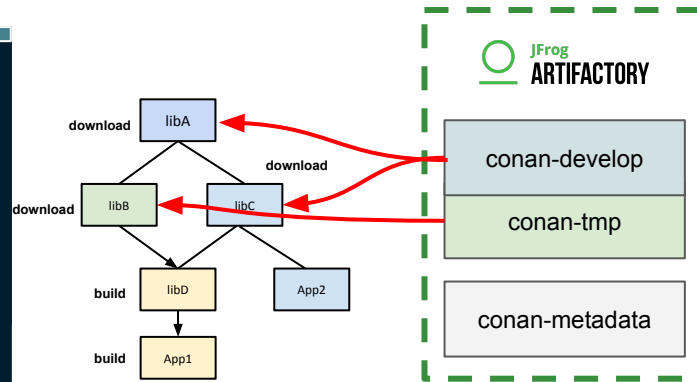 JFrog
ARTIFACTORY
download
libA
download
conan-develop
download
libB
libC
conan-tmp
build
libD
App2
conan-metadata
build
App1